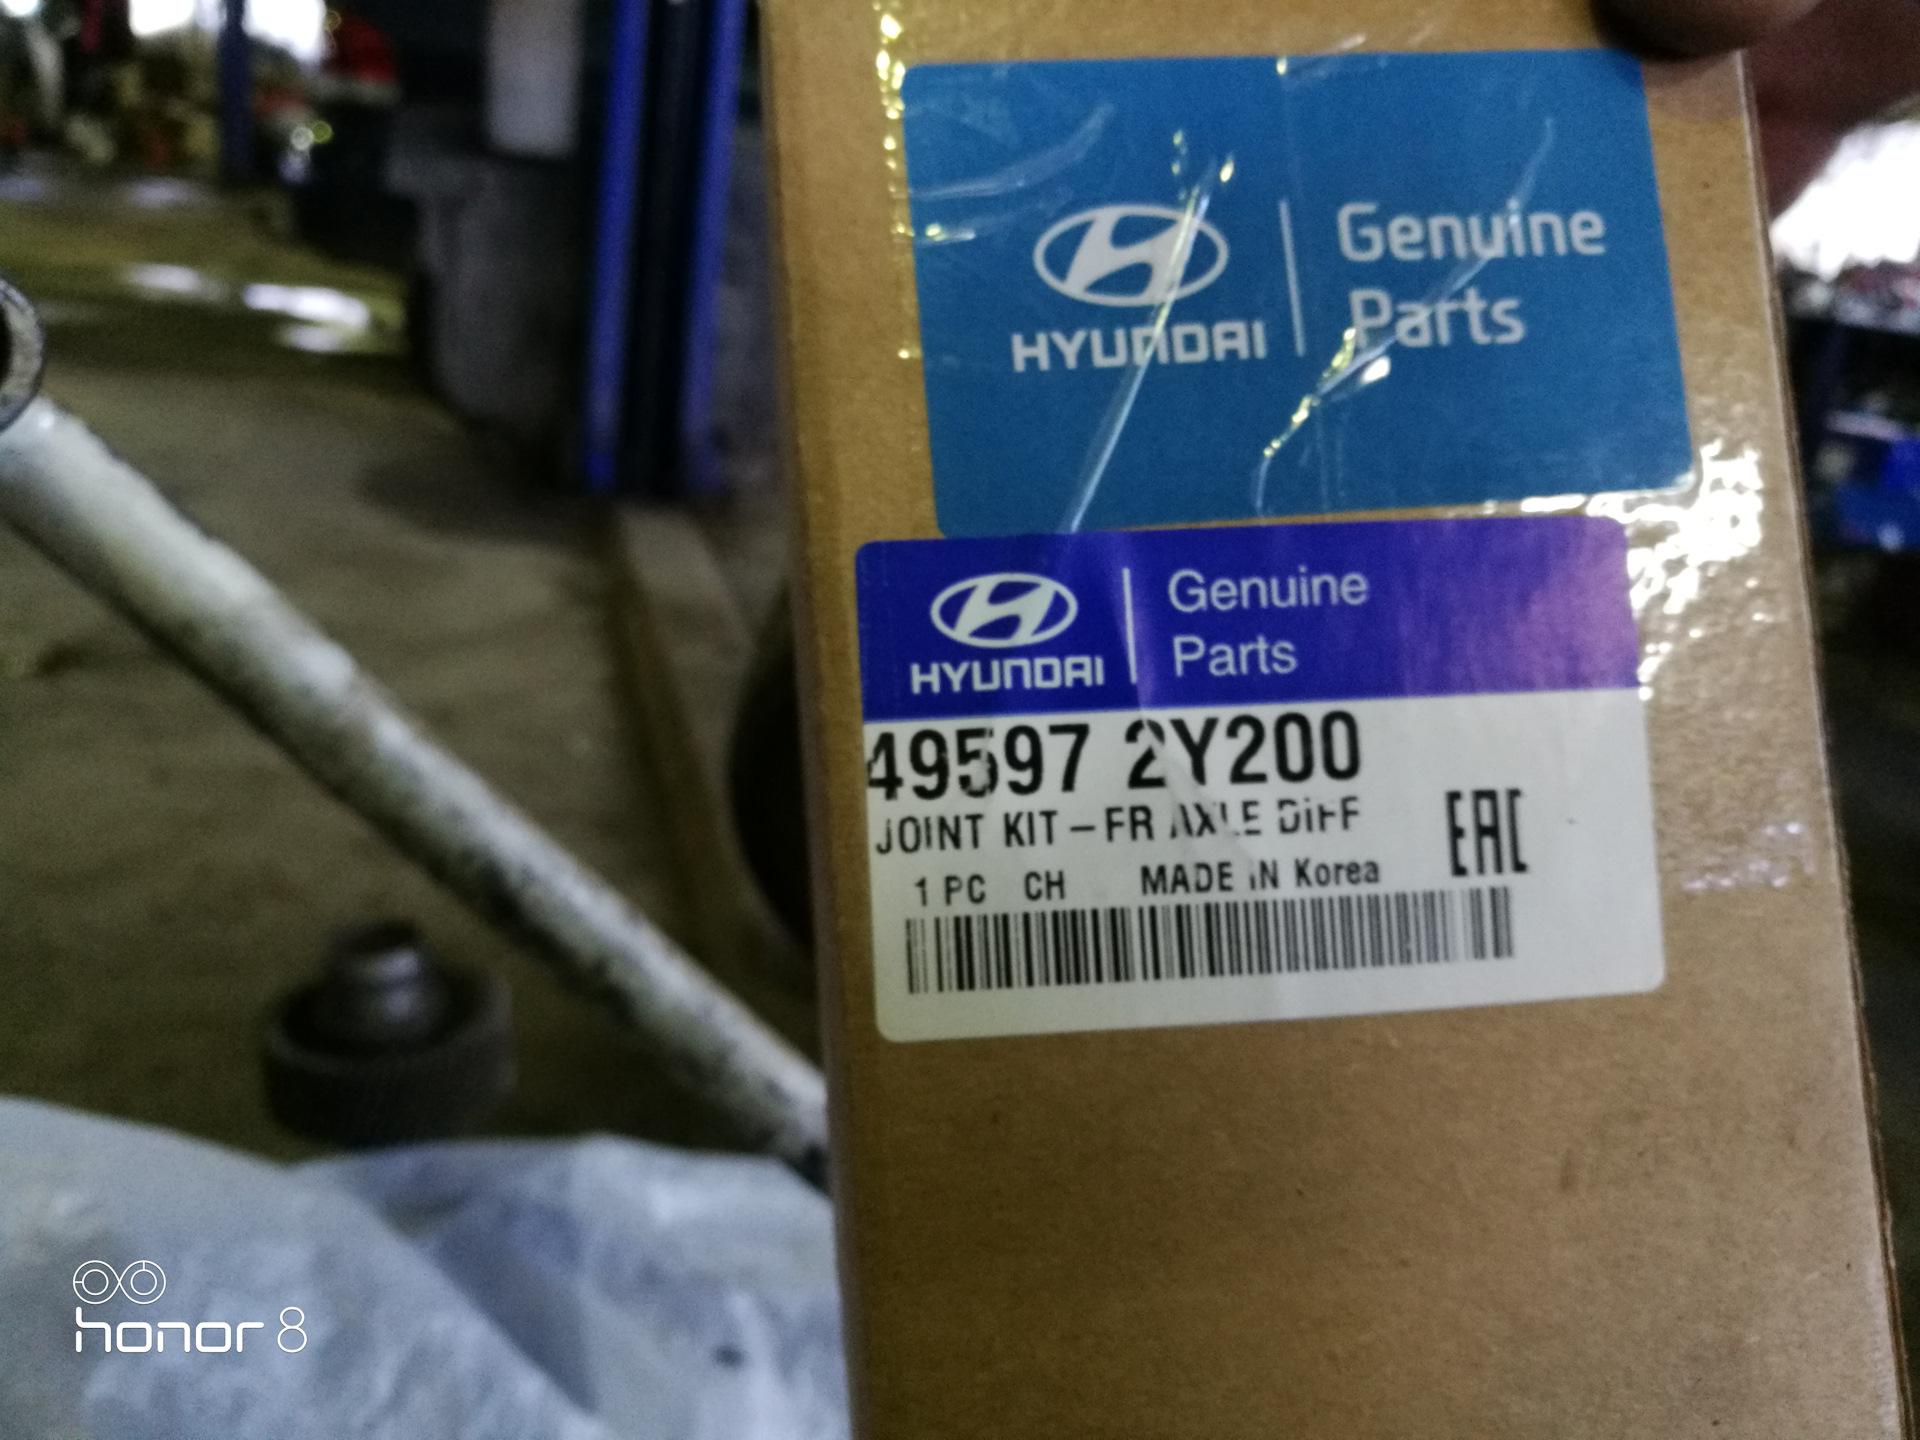 HYUNDAI
Genuine
Parts
HYUNDAI
Genuine
Parts
49597 2Y200
JOINT KIT-FR AXLE DIFF
1 PC CH MADE IN Korea
EAC
honor 8